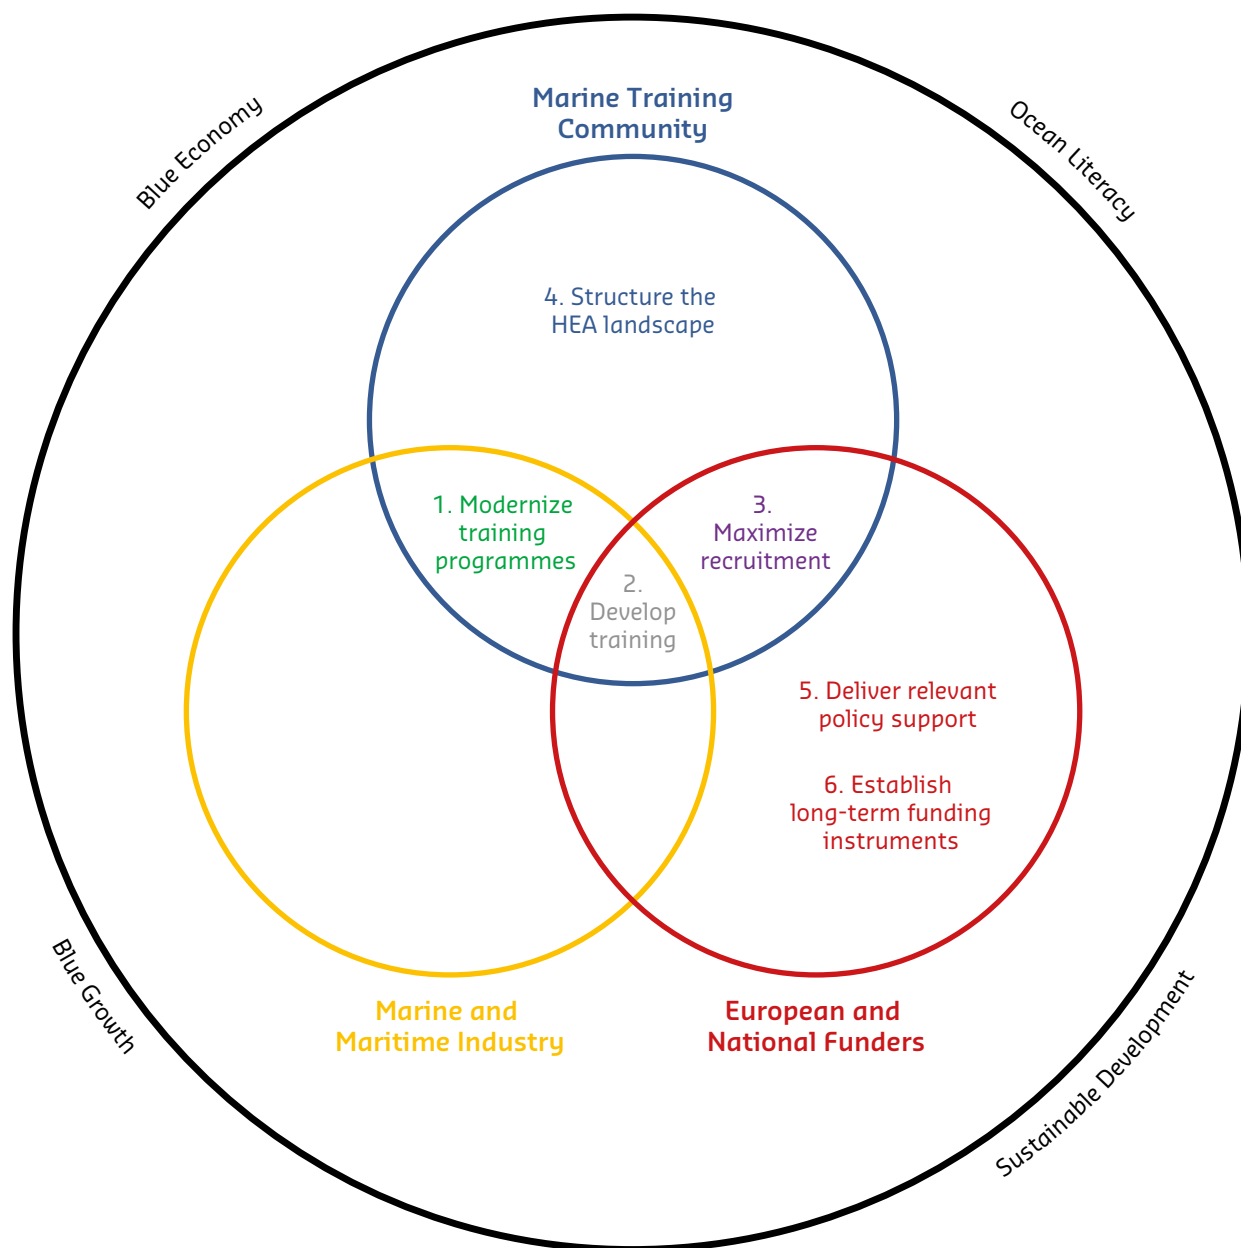 Marine Training
Community
Blue Economy
Ocean Literacy
4. Structure the
HEA landscape
1. Modernize
training
programmes
3.
Maximize
recruitment
2.
Develop
training
5. Deliver relevant
policy support
6. Establish
long-term funding
instruments
Blue Growth
Marine and
Maritime Industry
European and
National Funders
Sustainable Development